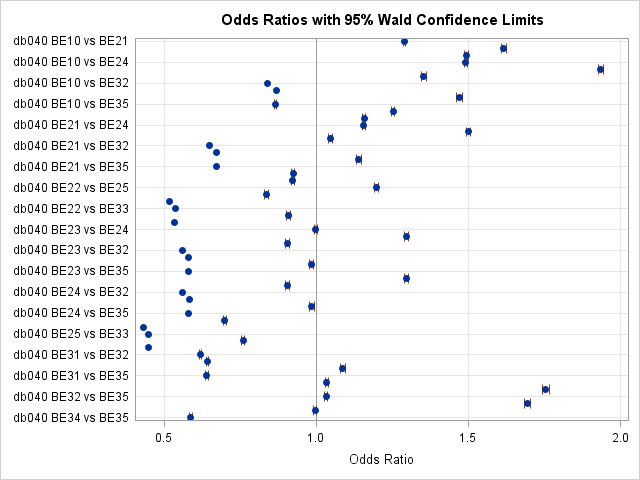 Odds Ratios with 95% Wald Confidence Limits
db040 BE10 vs BE21
db040 BE10 vs BE24
db040 BE10 vs BE32
db040 BE10 vs BE35
db040 BE21 vs BE24
db040 BE21 vs BE32
db040 BE21 vs BE35
db040 BE22 vs BE25
db040 BE22 vs BE33
db040 BE23 vs BE24
db040 BE23 vs BE32
db040 BE23 vs BE35
db040 BE24 vs BE32
db040 BE24 vs BE35
db040 BE25 vs BE33
db040 BE31 vs BE32
db040 BE31 vs BE35
db040 BE32 vs BE35
db040 BE34 vs BE35
0.5 1.0 1.5 2.0
Odds Ratio